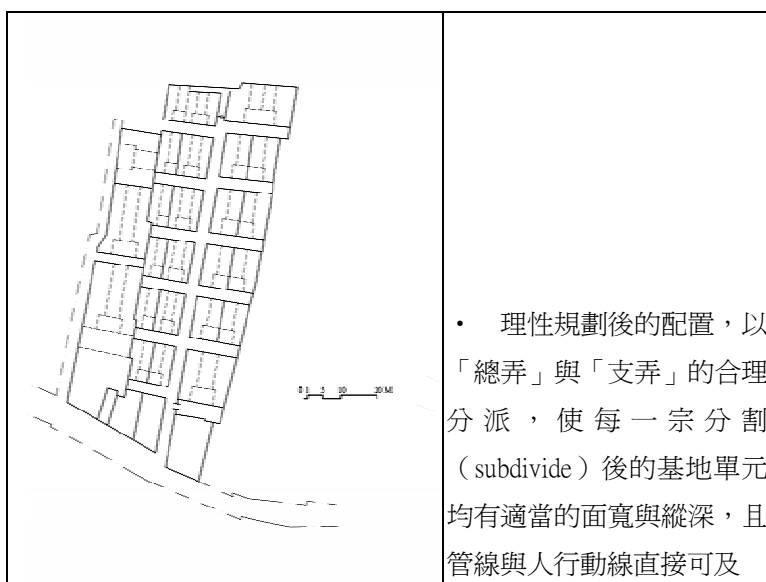 0 1 5 10 20(M)
• 理性規劃後的配置，以
「總弄」與「支弄」的合理
分派，使每一宗分割
（subdivide）後的基地單元
均有適當的面寬與縱深，且
管線與人行動線直接可及